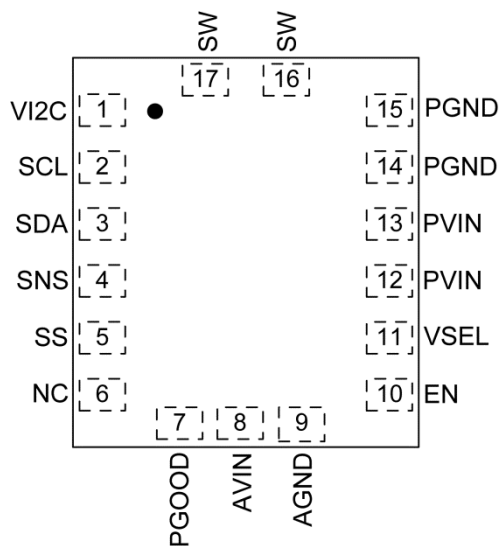 SW SW
17 16
VI2C 1 15 PGND
SCL 2 14 PGND
SDA 3 13 PVIN
SNS 4 12 PVIN
SS 5 11 VSEL
NC 6 10 EN
7 8 9
PGOOD AVIN AGND